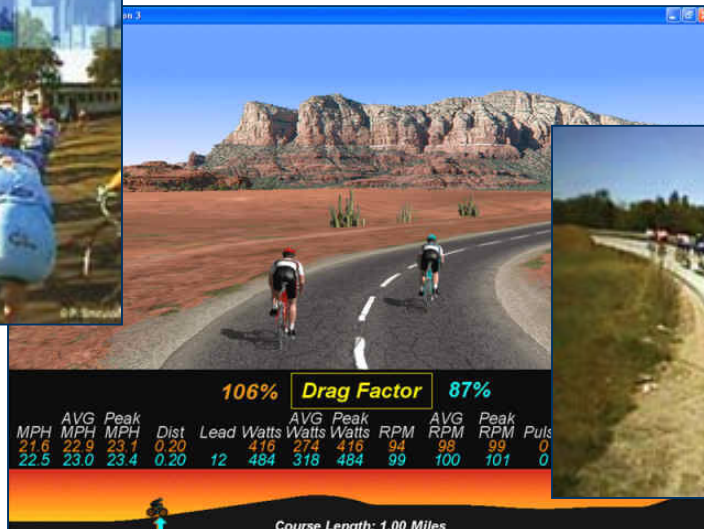 on 3
106% Drag Factor 87%
AVG Peak AVG Peak AVG Peak
MPH MPH MPH Dist Lead Watts Watts Watts RPM RPM RPM Puls
21.6 22.9 23.1 0.20 416 274 416 94 98 99 0
22.5 23.0 23.4 0.20 12 484 318 484 99 100 101 0
Course Length: 1.00 Miles